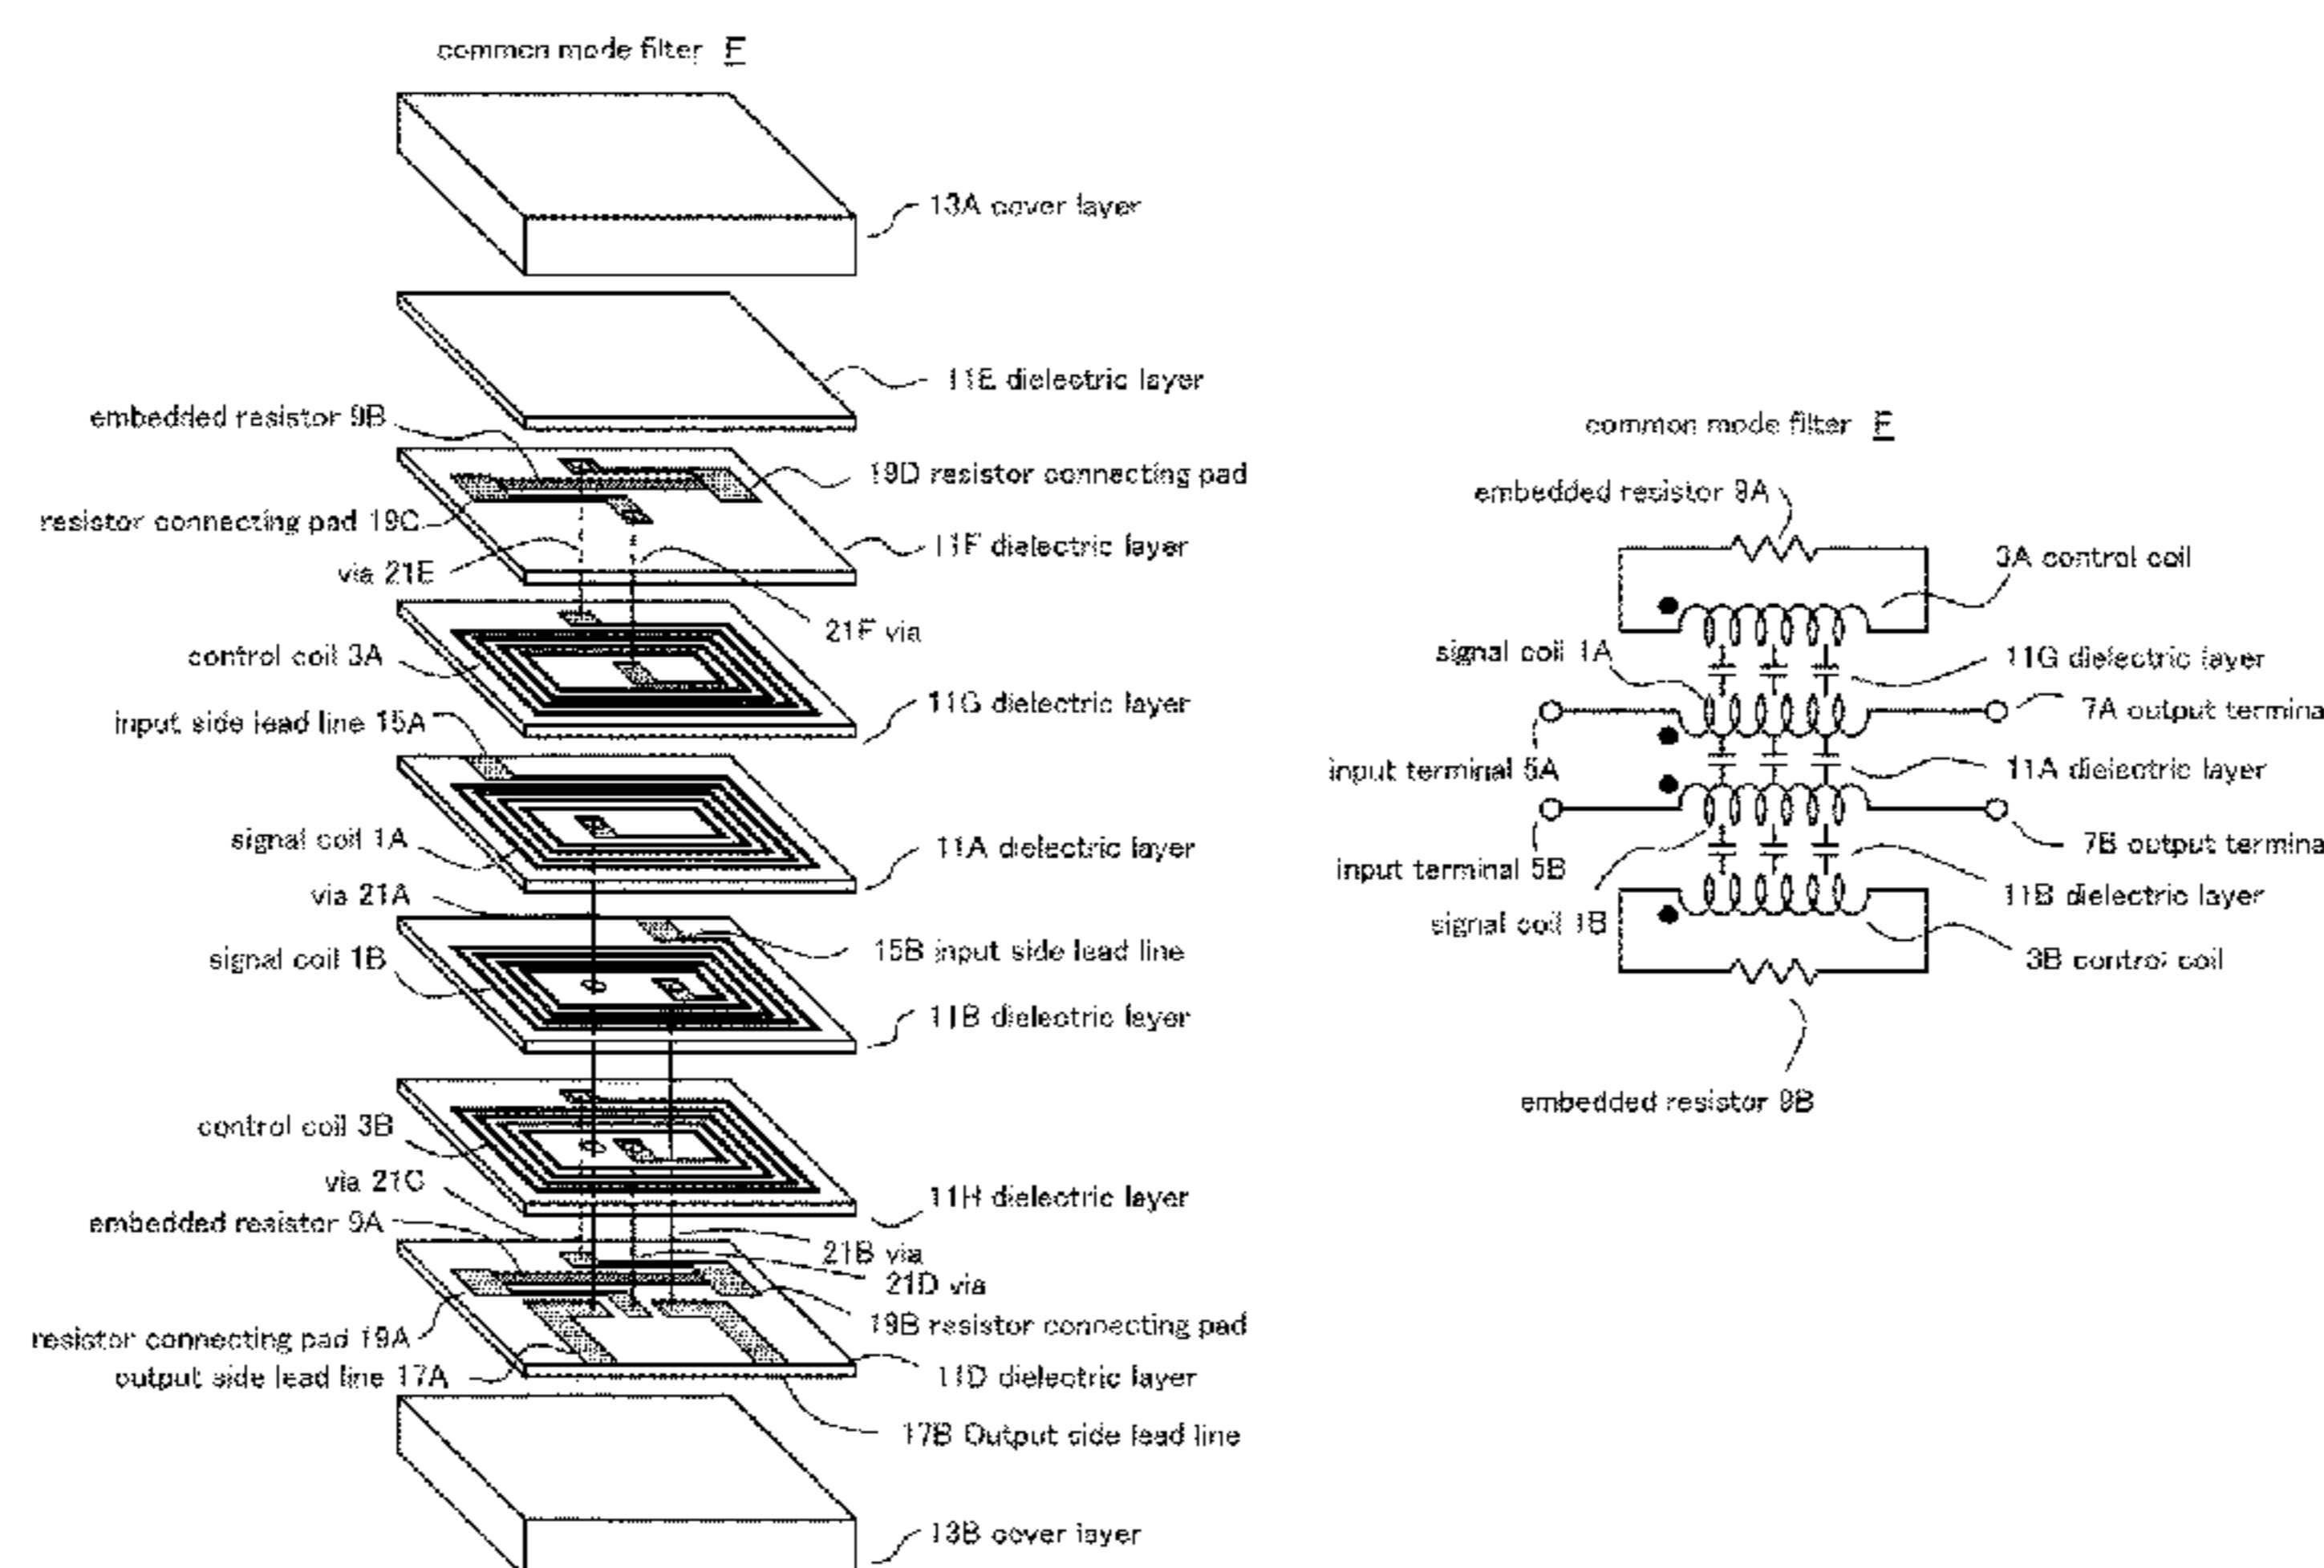 common mode filter F
13A cover layer
11E dielectric layer
embedded resistor 9B
19D resistor connecting pad
resistor connecting pad 19C
11F dielectric layer
via 21E
21F via
control coil 3A
11G dielectric layer
input side lead line 15A
signal coil 1A
11A dielectric layer
via 21A
signal coil 1B
15B input side lead line
11B dielectric layer
control coil 3B
via 21C
11H dielectric layer
embedded resistor 9A
21B via
21D via
19B resistor connecting pad
resistor connecting pad 19A
output side lead line 17A
11D dielectric layer
17B Output side lead line
13B cover layer
common mode filter F
embedded resistor 9A
3A control coil
signal coil 1A
11G dielectric layer
7A output termina
input terminal 5A
11A dielectric layer
7B output termina
input terminal 5B
11B dielectric layer
signal coil 1B
3B control coil
embedded resistor 9B